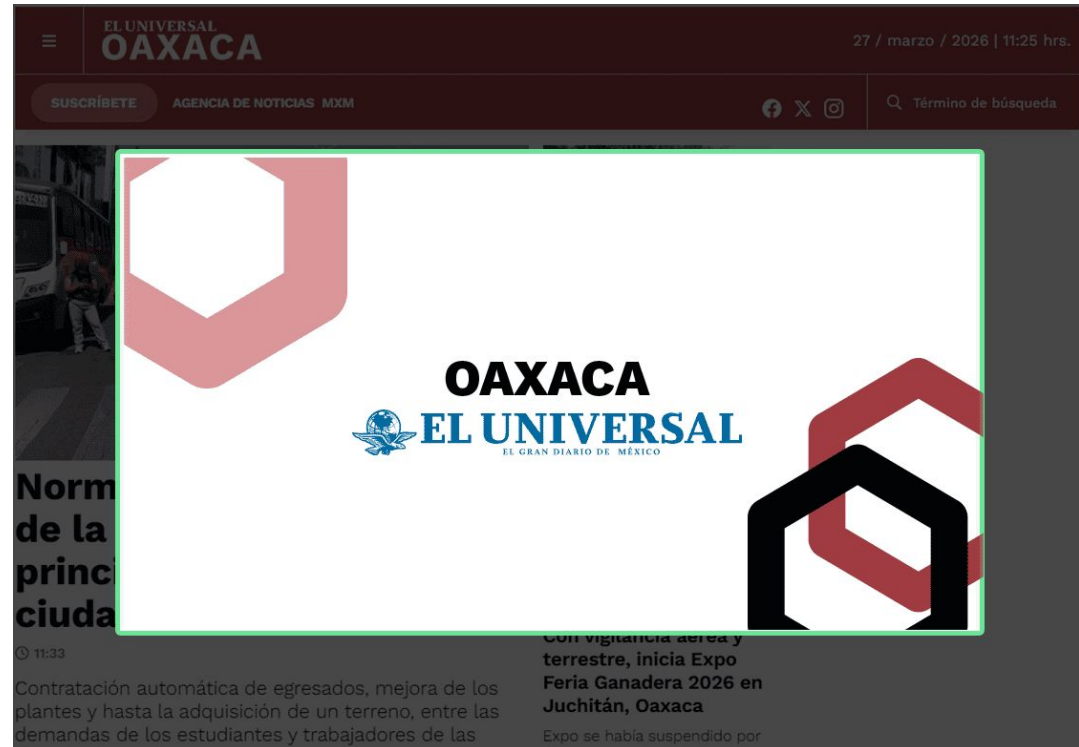 EL UNIVERSAL
OAXACA
27 / marzo / 2026 | 11:25 hrs.
SUSCRÍBETE
AGENCIA DE NOTICIAS MXM
Término de búsqueda
OAXACA
EL UNIVERSAL
EL GRAN DIARIO DE MÉXICO
Norm
de la
princi
ciuda
11:33
Contratación automática de egresados, mejora de los
plantes y hasta la adquisición de un terreno, entre las
demandas de los estudiantes y trabajadores de las
Con vigilancia aérea y
terrestre, inicia Expo
Feria Ganadera 2026 en
Juchitán, Oaxaca
Expo se había suspendido por